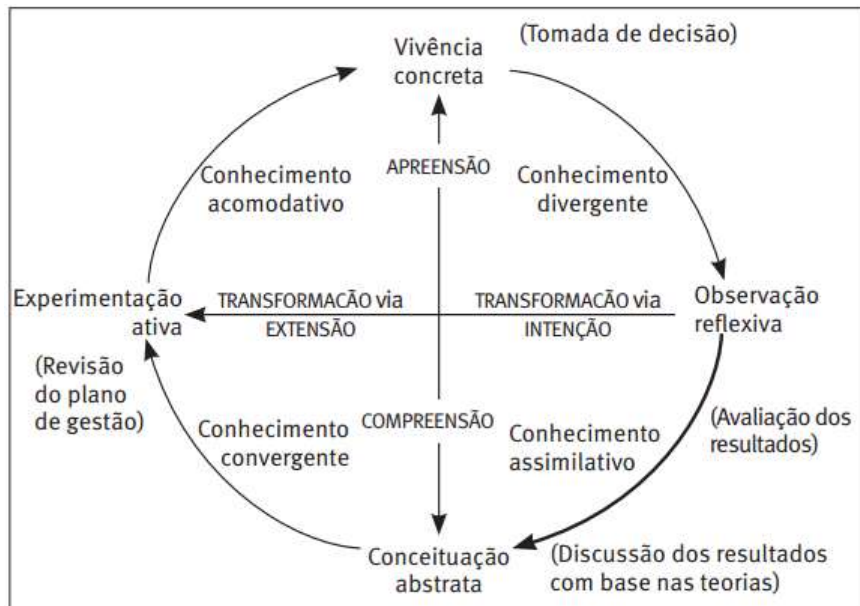 (Tomada de decisão)
Vivência
concreta
APREENSÃO
Conhecimento
acomodativo
Conhecimento
divergente
Experimentação
ativa
TRANSFORMACÃO via
EXTENSÃO
TRANSFORMACÃO via
INTENÇÃO
Observação
reflexiva
(Revisão
do plano
de gestão)
Conhecimento
convergente
COMPREENSÃO
Conhecimento
assimilativo
(Avaliação dos
resultados)
Conceituação
abstrata
(Discussão dos resultados
com base nas teorias)